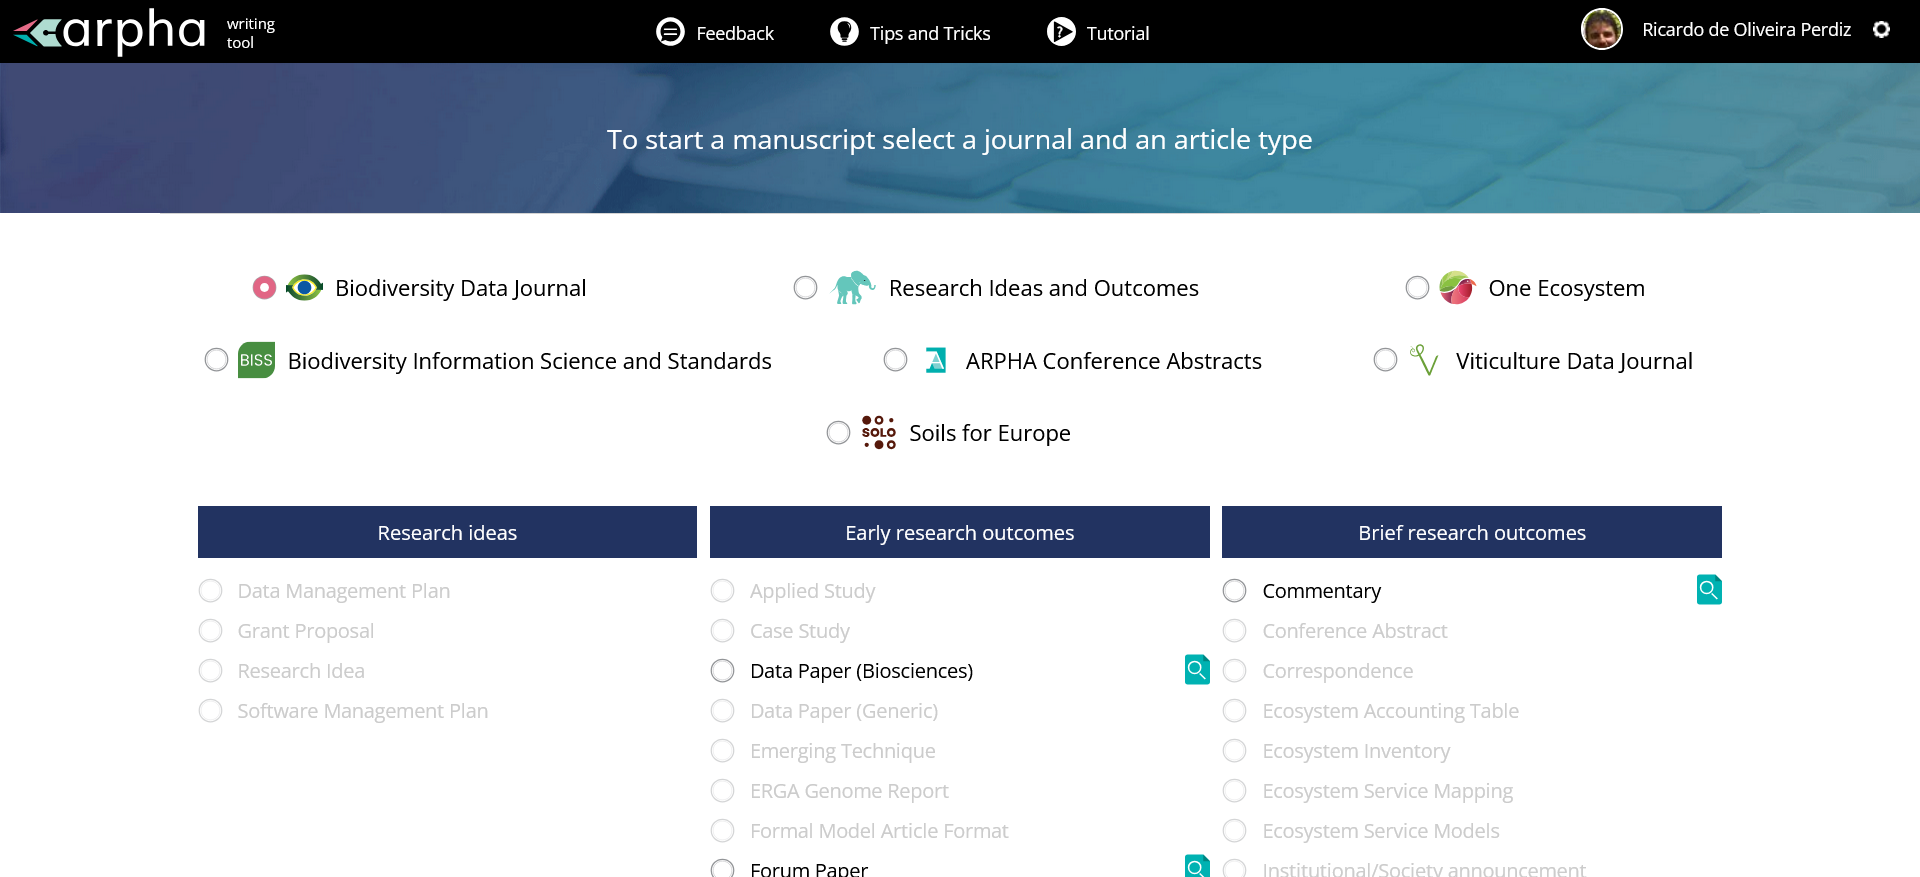 arpha writing tool
Feedback
Tips and Tricks
Tutorial
Ricardo de Oliveira Perdiz
To start a manuscript select a journal and an article type
Biodiversity Data Journal
Research Ideas and Outcomes
One Ecosystem
BISS Biodiversity Information Science and Standards
ARPHA Conference Abstracts
Viticulture Data Journal
SOLO Soils for Europe
Research ideas
Data Management Plan
Grant Proposal
Research Idea
Software Management Plan
Early research outcomes
Applied Study
Case Study
Data Paper (Biosciences)
Data Paper (Generic)
Emerging Technique
ERGA Genome Report
Formal Model Article Format
Forum Paper
Brief research outcomes
Commentary
Conference Abstract
Correspondence
Ecosystem Accounting Table
Ecosystem Inventory
Ecosystem Service Mapping
Ecosystem Service Models
Institutional/Society announcement